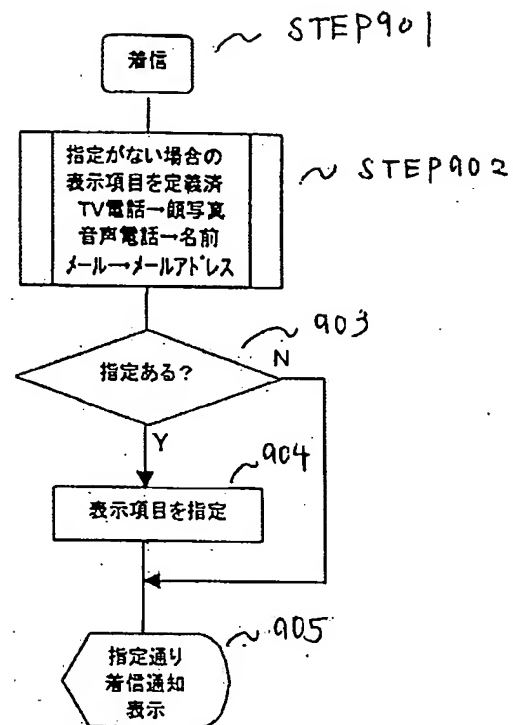 着信
STEP901
指定がない場合の
表示項目を定義済
TV電話→顔写真
音声電話→名前
メール→メールアドレス
STEP902
903
指定ある?
N
Y
904
表示項目を指定
905
指定通り
着信通知
表示